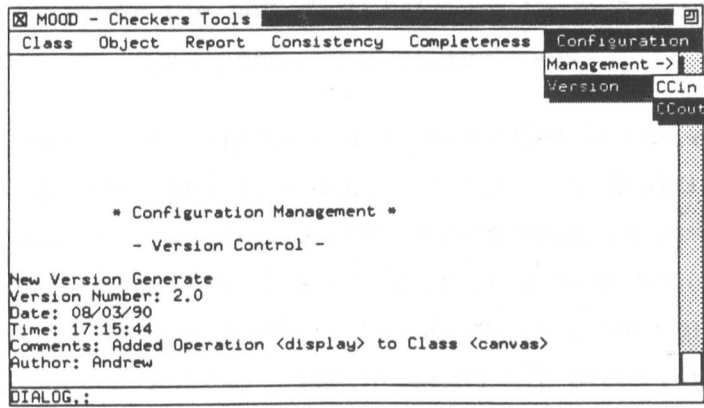 MOOD - Checkers Tools
Class Object Report Consistency Completeness Configuration
Management ->
Version CCin
CCout
* Configuration Management *
- Version Control -
New Version Generate
Version Number: 2.0
Date: 08/03/90
Time: 17:15:44
Comments: Added Operation <display> to Class <canvas>
Author: Andrew
DIALOG,: